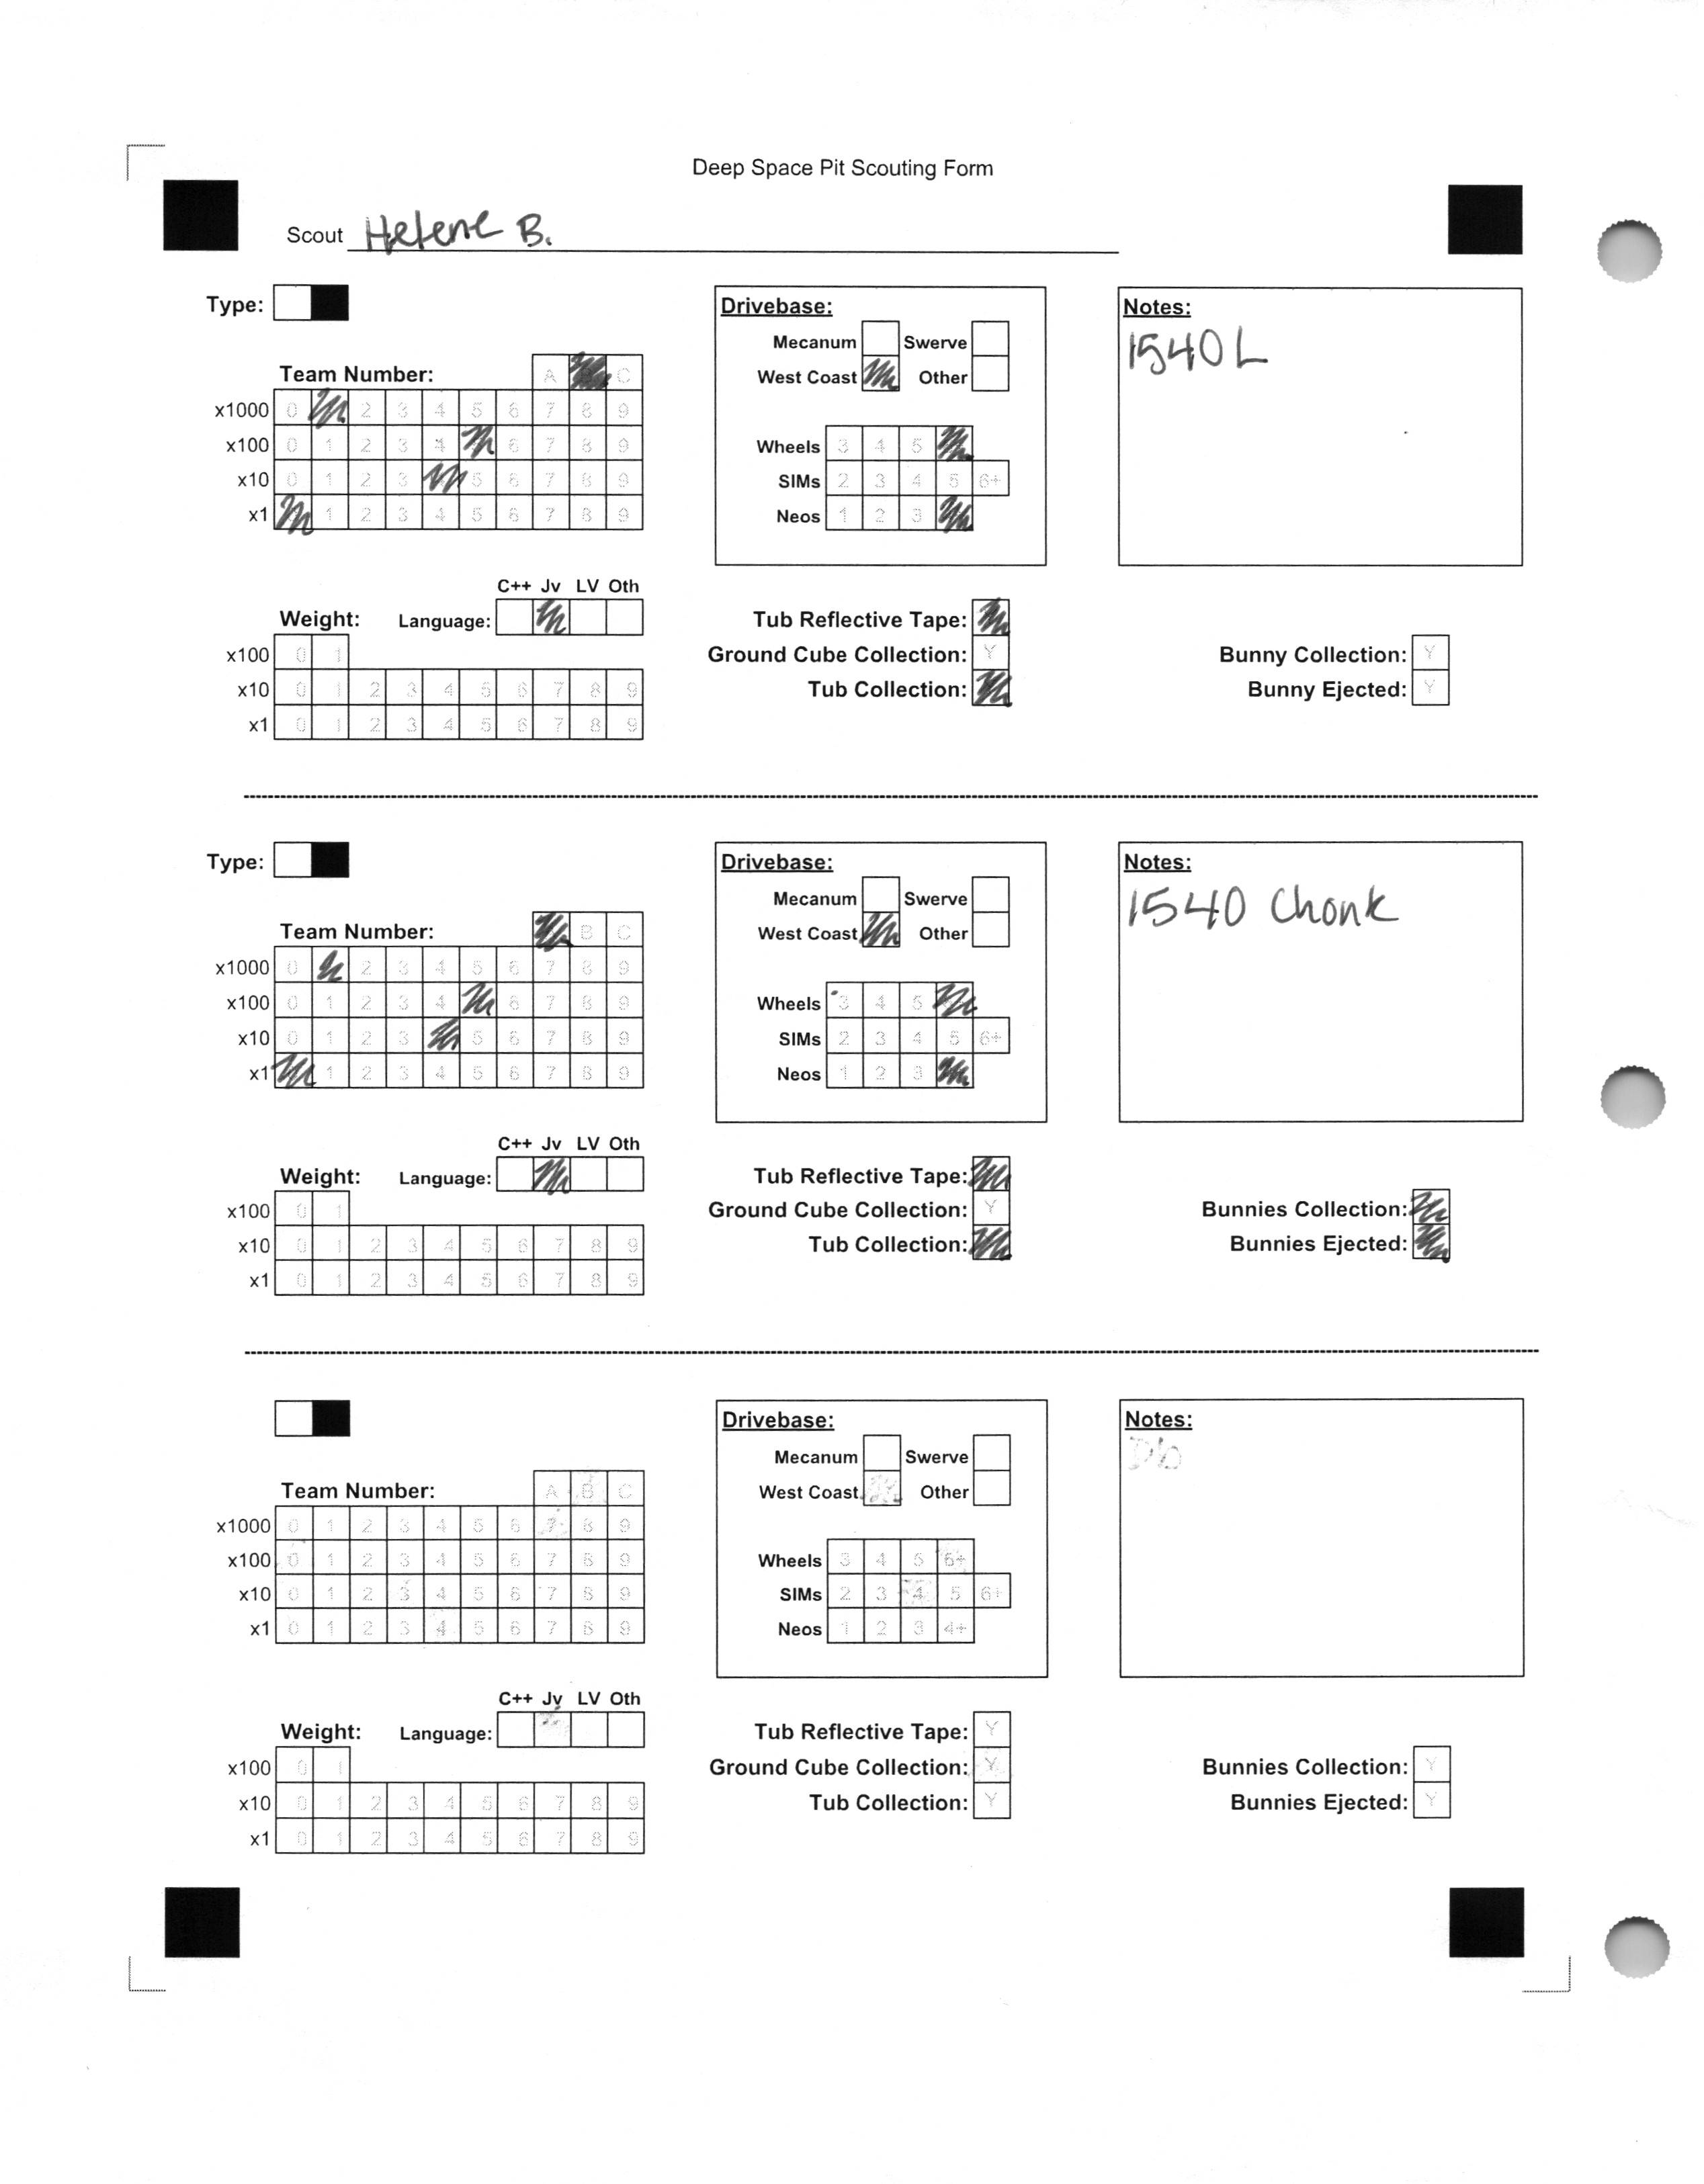 Deep Space Pit Scouting Form
Scout Helene B.
Type:
Team Number: A C
x1000 0 2 3 4 5 6 7 8 9
x100 0 1 2 3 4 6 7 8 9
x10 0 1 2 3 5 6 7 8 9
x1 1 2 3 4 5 6 7 8 9
C++ Jv LV Oth
Weight: Language:
x100 0 1
x10 0 1 2 3 4 5 6 7 8 9
x1 0 1 2 3 4 5 6 7 8 9
Drivebase:
Mecanum Swerve
West Coast Other
Wheels 3 4 5
SIMs 2 3 4 5 6+
Neos 1 2 3
Tub Reflective Tape:
Ground Cube Collection: Y
Tub Collection:
Notes:
1540 L
Bunny Collection: Y
Bunny Ejected: Y
Type:
Team Number: B C
x1000 0 2 3 4 5 6 7 8 9
x100 0 1 2 3 4 6 7 8 9
x10 0 1 2 3 5 6 7 8 9
x1 1 2 3 4 5 6 7 8 9
C++ Jv LV Oth
Weight: Language:
x100 0 1
x10 0 1 2 3 4 5 6 7 8 9
x1 0 1 2 3 4 5 6 7 8 9
Drivebase:
Mecanum Swerve
West Coast Other
Wheels 3 4 5
SIMs 2 3 4 5 6+
Neos 1 2 3
Tub Reflective Tape:
Ground Cube Collection: Y
Tub Collection:
Notes:
1540 Chonk
Bunnies Collection:
Bunnies Ejected:
Team Number: A B C
x1000 0 1 2 3 4 5 6 7 8 9
x100 0 1 2 3 4 5 6 7 8 9
x10 0 1 2 3 4 5 6 7 8 9
x1 0 1 2 3 4 5 6 7 8 9
C++ Jv LV Oth
Weight: Language:
x100 0 1
x10 0 1 2 3 4 5 6 7 8 9
x1 0 1 2 3 4 5 6 7 8 9
Drivebase:
Mecanum Swerve
West Coast Other
Wheels 3 4 5 6+
SIMs 2 3 4 5 6+
Neos 1 2 3 4+
Tub Reflective Tape: Y
Ground Cube Collection: Y
Tub Collection: Y
Notes:
Bunnies Collection: Y
Bunnies Ejected: Y